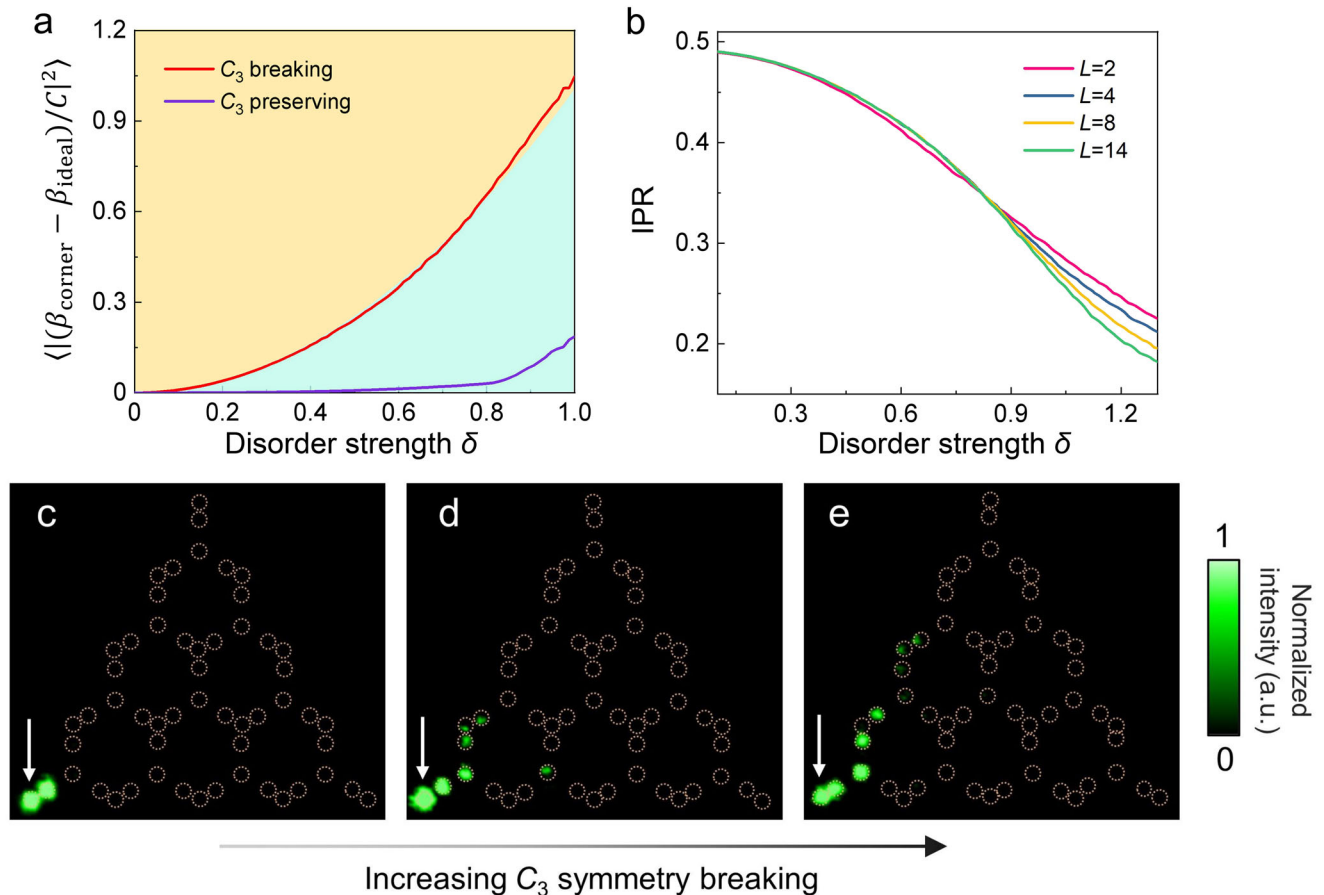 a
1.2
0.9
0.6
0.3
0
⟨|(β_corner − β_ideal)/C|²⟩
C₃ breaking
C₃ preserving
0 0.2 0.4 0.6 0.8 1.0
Disorder strength δ
b
0.5
0.4
0.3
0.2
IPR
L=2
L=4
L=8
L=14
0.3 0.6 0.9 1.2
Disorder strength δ
c
d
e
1
0
Normalized
intensity (a.u.)
Increasing C₃ symmetry breaking